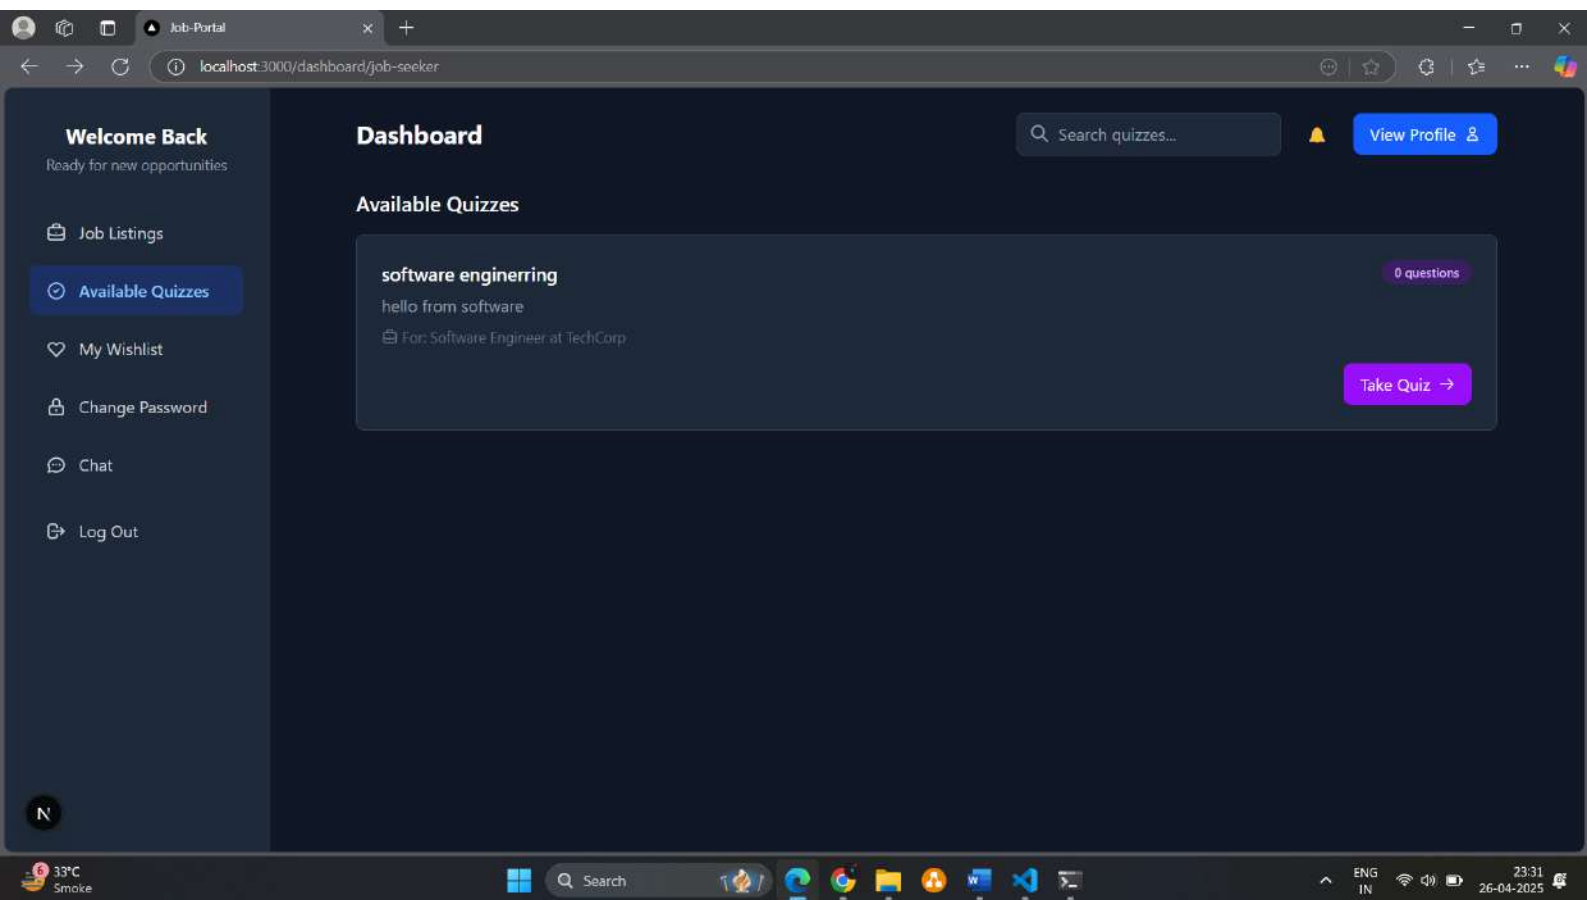 Job-Portal
localhost:3000/dashboard/job-seeker
Welcome Back
Ready for new opportunities
Job Listings
Available Quizzes
My Wishlist
Change Password
Chat
Log Out
N
Dashboard
Search quizzes...
View Profile
Available Quizzes
software enginerring
0 questions
hello from software
For: Software Engineer at TechCorp
Take Quiz →
6
33°C
Smoke
Search
ENG
IN
23:31
26-04-2025